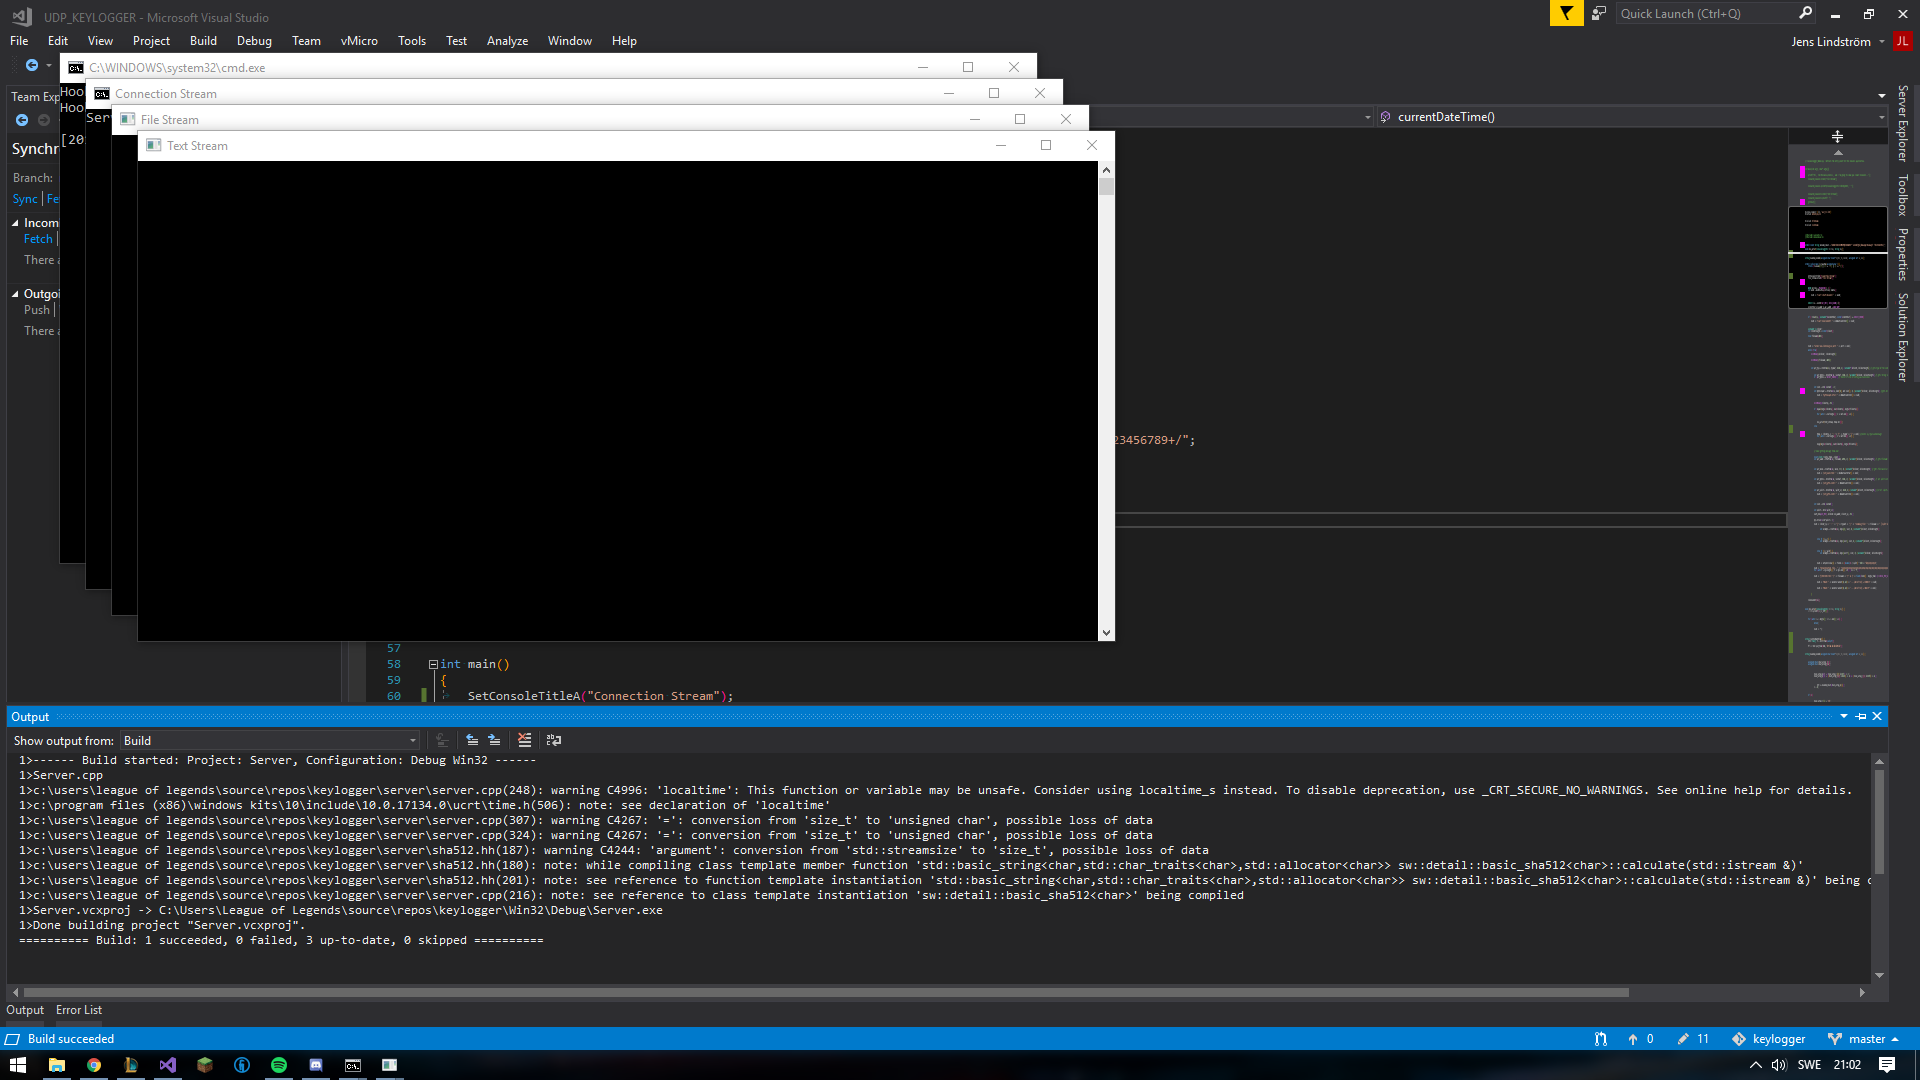 UDP_KEYLOGGER - Microsoft Visual Studio
Quick Launch (Ctrl+Q)
File Edit View Project Build Debug Team vMicro Tools Test Analyze Window Help
Jens Lindström JL
C:\WINDOWS\system32\cmd.exe
Connection Stream
File Stream
Text Stream
Team Exp
Hoo
Hoo
Ser
[20
currentDateTime()
Synchr
Branch:
Sync Fe
Incom
Fetch
There a
Outgoi
Push
There a
Server Explorer
Toolbox
Properties
Solution Explorer
23456789+/";
57
58 int main()
59 {
60 SetConsoleTitleA("Connection Stream");
Output
Show output from: Build
1>------ Build started: Project: Server, Configuration: Debug Win32 ------
1>Server.cpp
1>c:\users\league of legends\source\repos\keylogger\server\server.cpp(248): warning C4996: 'localtime': This function or variable may be unsafe. Consider using localtime_s instead. To disable deprecation, use _CRT_SECURE_NO_WARNINGS. See online help for details.
1>c:\program files (x86)\windows kits\10\include\10.0.17134.0\ucrt\time.h(506): note: see declaration of 'localtime'
1>c:\users\league of legends\source\repos\keylogger\server\server.cpp(307): warning C4267: '=': conversion from 'size_t' to 'unsigned char', possible loss of data
1>c:\users\league of legends\source\repos\keylogger\server\server.cpp(324): warning C4267: '=': conversion from 'size_t' to 'unsigned char', possible loss of data
1>c:\users\league of legends\source\repos\keylogger\server\sha512.hh(187): warning C4244: 'argument': conversion from 'std::streamsize' to 'size_t', possible loss of data
1>c:\users\league of legends\source\repos\keylogger\server\sha512.hh(180): note: while compiling class template member function 'std::basic_string<char,std::char_traits<char>,std::allocator<char>> sw::detail::basic_sha512<char>::calculate(std::istream &)'
1>c:\users\league of legends\source\repos\keylogger\server\sha512.hh(201): note: see reference to function template instantiation 'std::basic_string<char,std::char_traits<char>,std::allocator<char>> sw::detail::basic_sha512<char>::calculate(std::istream &)' being c
1>c:\users\league of legends\source\repos\keylogger\server\server.cpp(216): note: see reference to class template instantiation 'sw::detail::basic_sha512<char>' being compiled
1>Server.vcxproj -> C:\Users\League of Legends\source\repos\keylogger\Win32\Debug\Server.exe
1>Done building project "Server.vcxproj".
========== Build: 1 succeeded, 0 failed, 3 up-to-date, 0 skipped ==========
Output Error List
Build succeeded
0 11 keylogger master
SWE 21:02